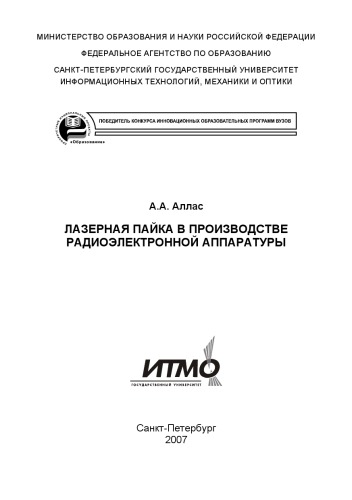 МИНИСТЕРСТВО ОБРАЗОВАНИЯ И НАУКИ РОССИЙСКОЙ ФЕДЕРАЦИИ
ФЕДЕРАЛЬНОЕ АГЕНТСТВО ПО ОБРАЗОВАНИЮ
САНКТ-ПЕТЕРБУРГСКИЙ ГОСУДАРСТВЕННЫЙ УНИВЕРСИТЕТ
ИНФОРМАЦИОННЫХ ТЕХНОЛОГИЙ, МЕХАНИКИ И ОПТИКИ
ПОБЕДИТЕЛЬ КОНКУРСА ИННОВАЦИОННЫХ ОБРАЗОВАТЕЛЬНЫХ ПРОГРАММ ВУЗОВ
«Образование»
А.А. Аллас
ЛАЗЕРНАЯ ПАЙКА В ПРОИЗВОДСТВЕ
РАДИОЭЛЕКТРОННОЙ АППАРАТУРЫ
ИТМО
ГОСУДАРСТВЕННЫЙ УНИВЕРСИТЕТ
Санкт-Петербург
2007